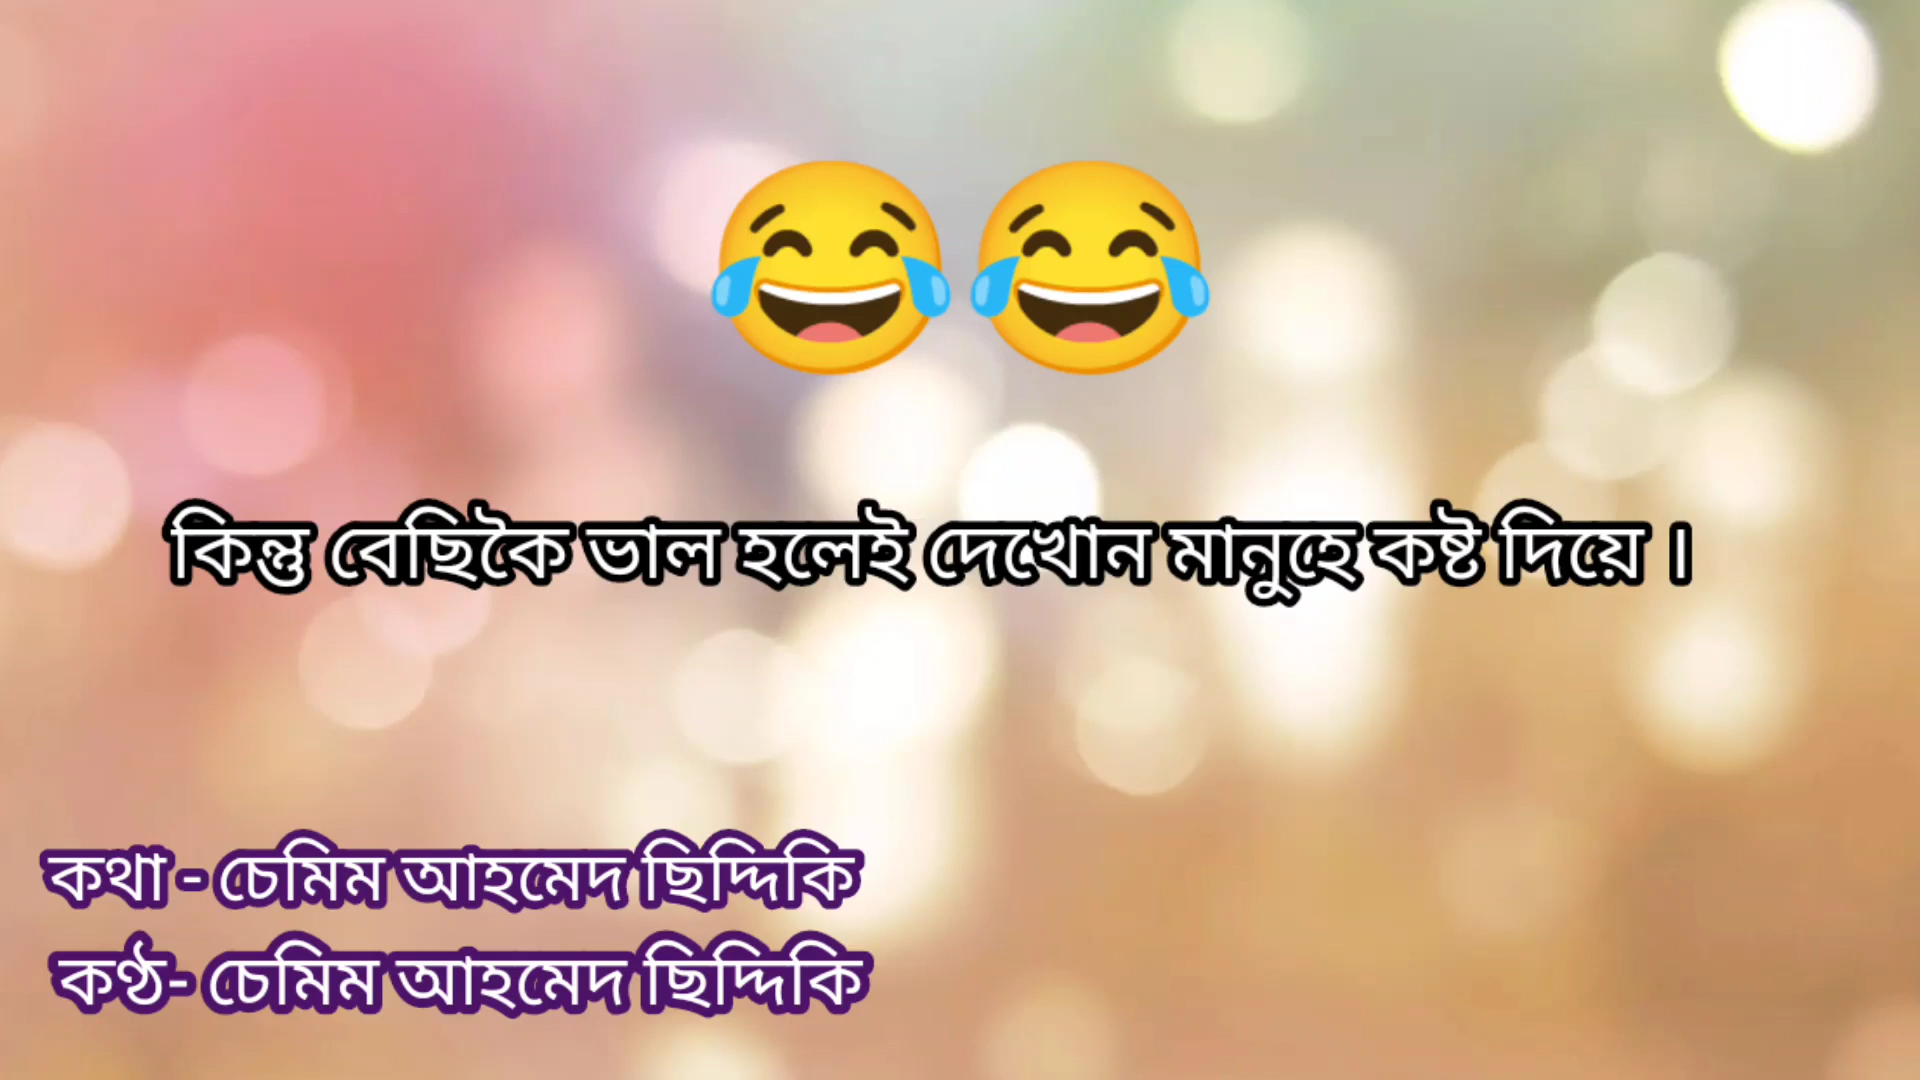 কিন্তু বেছিকৈ ভাল হলেই দেখোন মানুহে কষ্ট দিয়ে ।
কথা - চেমিম আহমেদ ছিদ্দিকি
কণ্ঠ- চেমিম আহমেদ ছিদ্দিকি